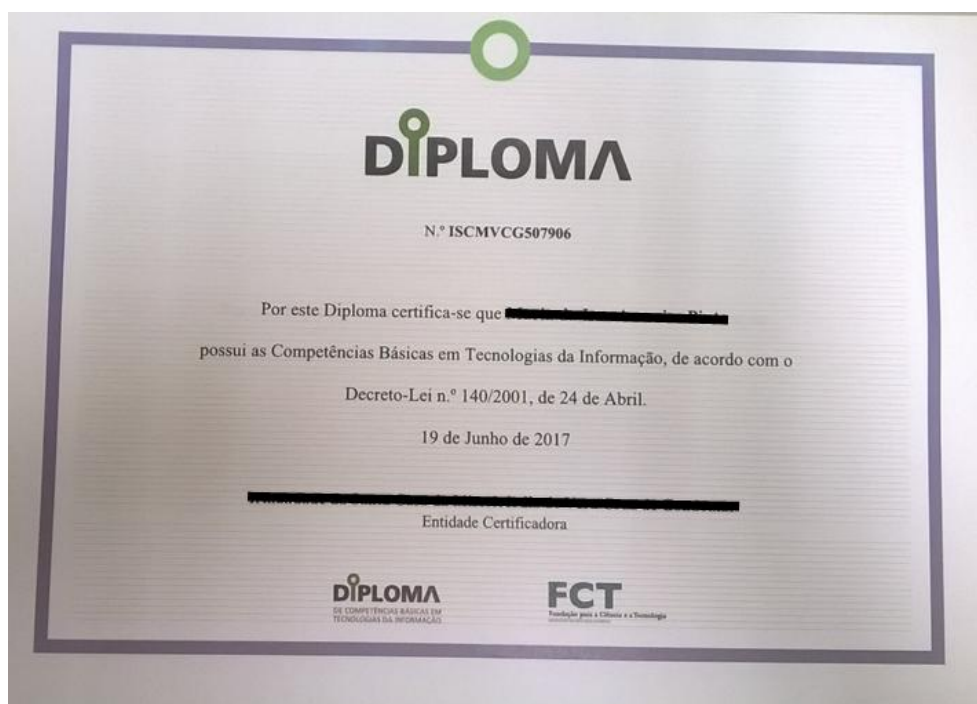 DIPLOMA
N.º ISCMVCG507906
Por este Diploma certifica-se que
possui as Competências Básicas em Tecnologias da Informação, de acordo com o
Decreto-Lei n.º 140/2001, de 24 de Abril.
19 de Junho de 2017
Entidade Certificadora
DIPLOMA
DE COMPETÊNCIAS BÁSICAS EM
TECNOLOGIAS DA INFORMAÇÃO
FCT
Fundação para a Ciência e a Tecnologia